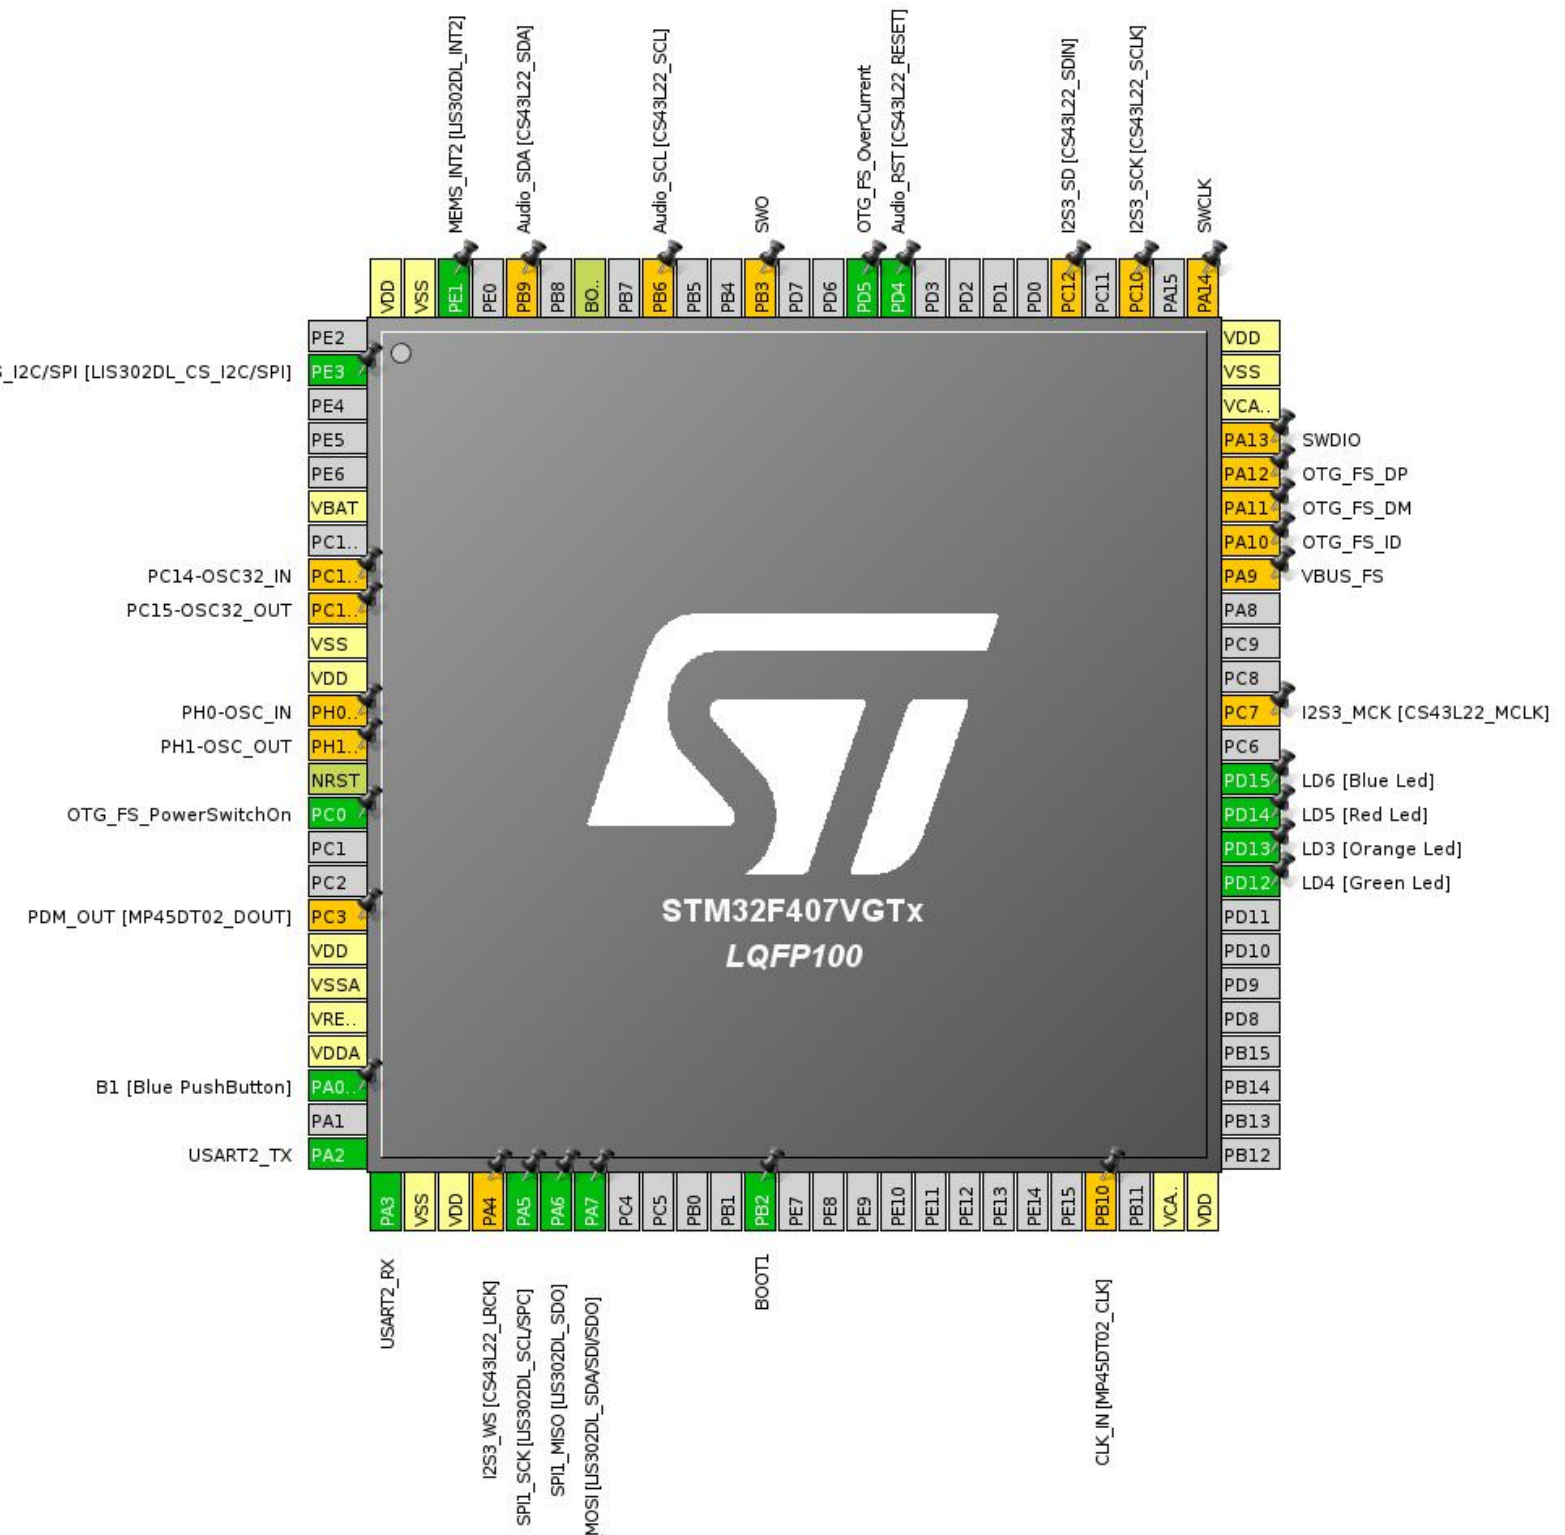 MEMS_INT2 [LIS302DL_INT2]
Audio_SDA [CS43L22_SDA]
Audio_SCL [CS43L22_SCL]
SWO
OTG_FS_OverCurrent
Audio_RST [CS43L22_RESET]
I2S3_SD [CS43L22_SDIN]
I2S3_SCK [CS43L22_SCLK]
SWCLK
VDD
VSS
PE1
PE0
PB9
PB8
BO..
PB7
PB6
PB5
PB4
PB3
PD7
PD6
PD5
PD4
PD3
PD2
PD1
PD0
PC12
PC11
PC10
PA15
PA14
PE2
S_I2C/SPI [LIS302DL_CS_I2C/SPI] PE3
PE4
PE5
PE6
VBAT
PC1..
PC14-OSC32_IN PC1..
PC15-OSC32_OUT PC1..
VSS
VDD
PH0-OSC_IN PH0..
PH1-OSC_OUT PH1..
NRST
OTG_FS_PowerSwitchOn PC0
PC1
PC2
PDM_OUT [MP45DT02_DOUT] PC3
VDD
VSSA
VRE..
VDDA
B1 [Blue PushButton] PA0..
PA1
USART2_TX PA2
ST
STM32F407VGTx
LQFP100
VDD
VSS
VCA..
PA13 SWDIO
PA12 OTG_FS_DP
PA11 OTG_FS_DM
PA10 OTG_FS_ID
PA9 VBUS_FS
PA8
PC9
PC8
PC7 I2S3_MCK [CS43L22_MCLK]
PC6
PD15 LD6 [Blue Led]
PD14 LD5 [Red Led]
PD13 LD3 [Orange Led]
PD12 LD4 [Green Led]
PD11
PD10
PD9
PD8
PB15
PB14
PB13
PB12
PA3
VSS
VDD
PA4
PA5
PA6
PA7
PC4
PC5
PB0
PB1
PB2
PE7
PE8
PE9
PE10
PE11
PE12
PE13
PE14
PE15
PB10
PB11
VCA..
VDD
USART2_RX
I2S3_WS [CS43L22_LRCK]
SPI1_SCK [LIS302DL_SCL/SPC]
SPI1_MISO [LIS302DL_SDO]
MOSI [LIS302DL_SDA/SDI/SDO]
BOOT1
CLK_IN [MP45DT02_CLK]